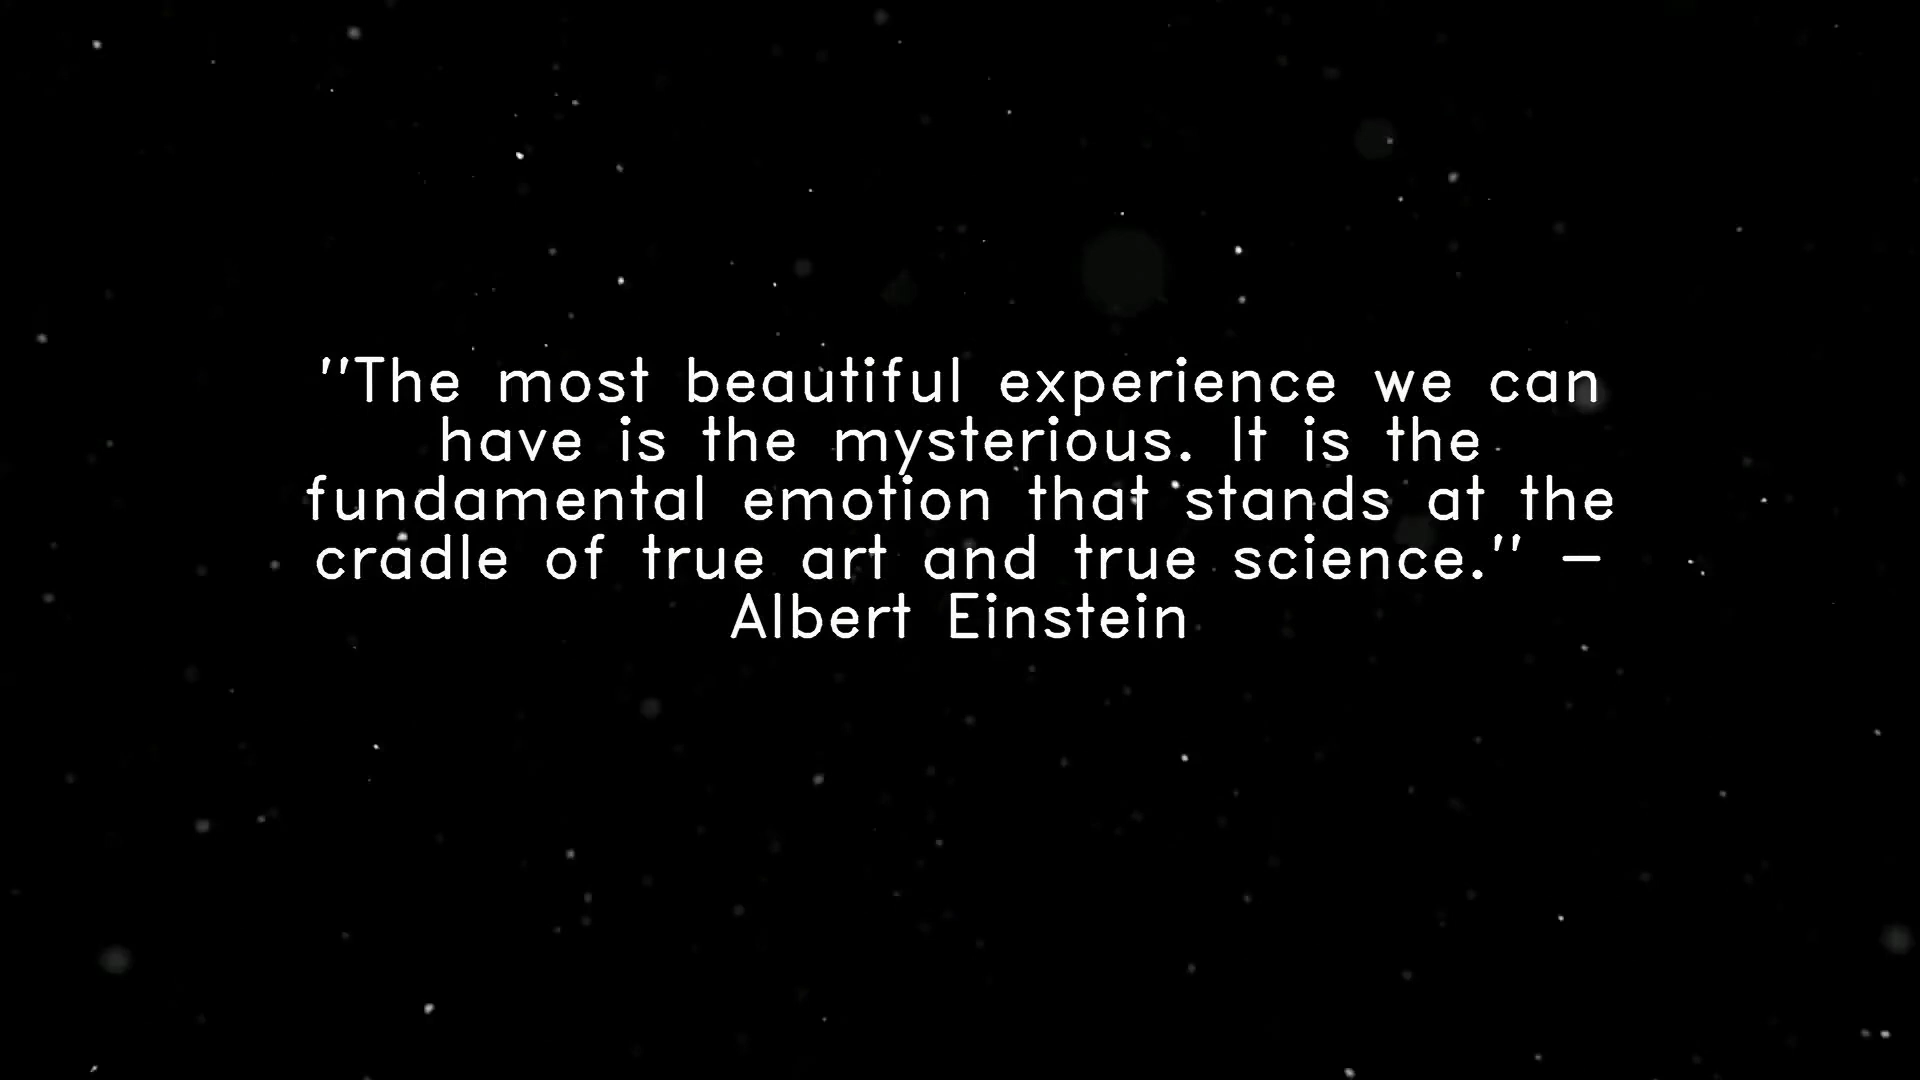 "The most beautiful experience we can
have is the mysterious. It is the
fundamental emotion that stands at the
cradle of true art and true science." –
Albert Einstein